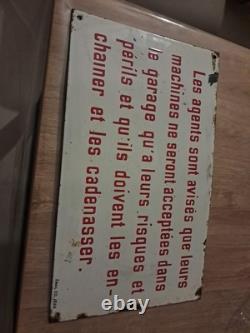 Les agents sont avisés que leurs
machines ne seront acceptées dans
le garage qu'a leurs risques et
périls et qu'ils doivent les en-
chaîner et les cadenasser.